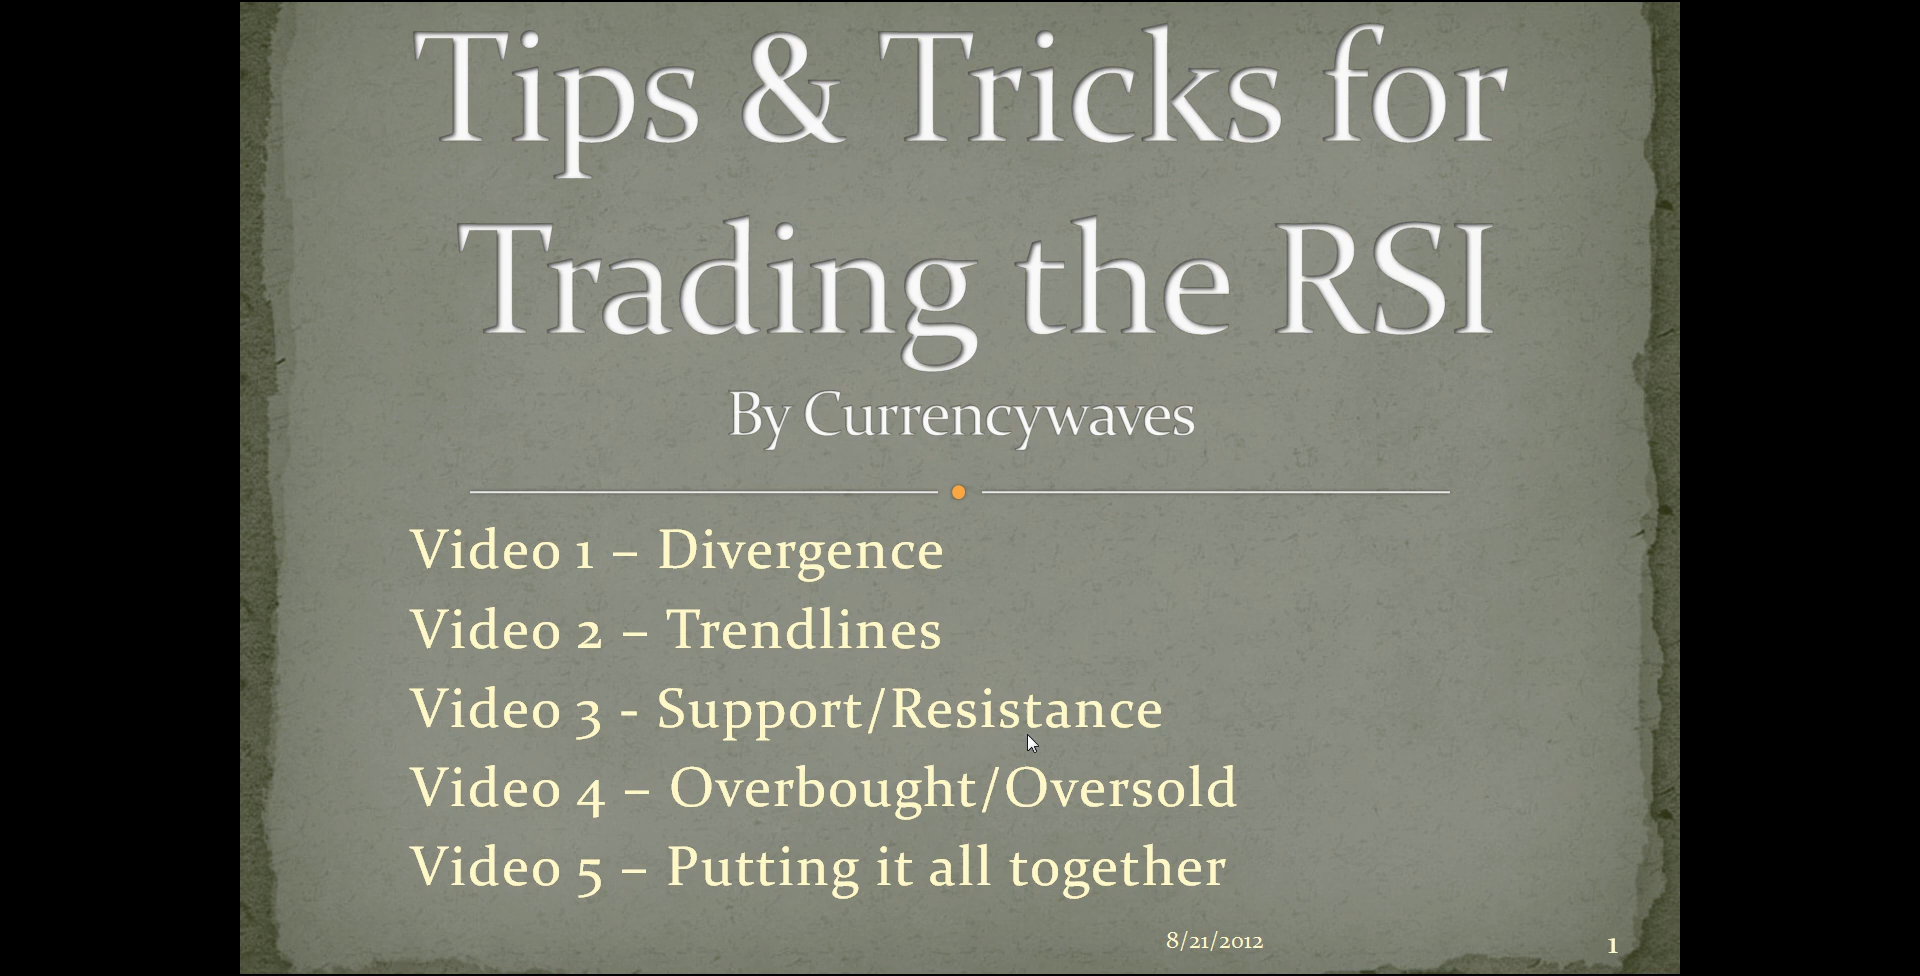 Tips & Tricks for
Trading the RSI
By Currencywaves
Video 1 – Divergence
Video 2 – Trendlines
Video 3 - Support/Resistance
Video 4 – Overbought/Oversold
Video 5 – Putting it all together
8/21/2012
1